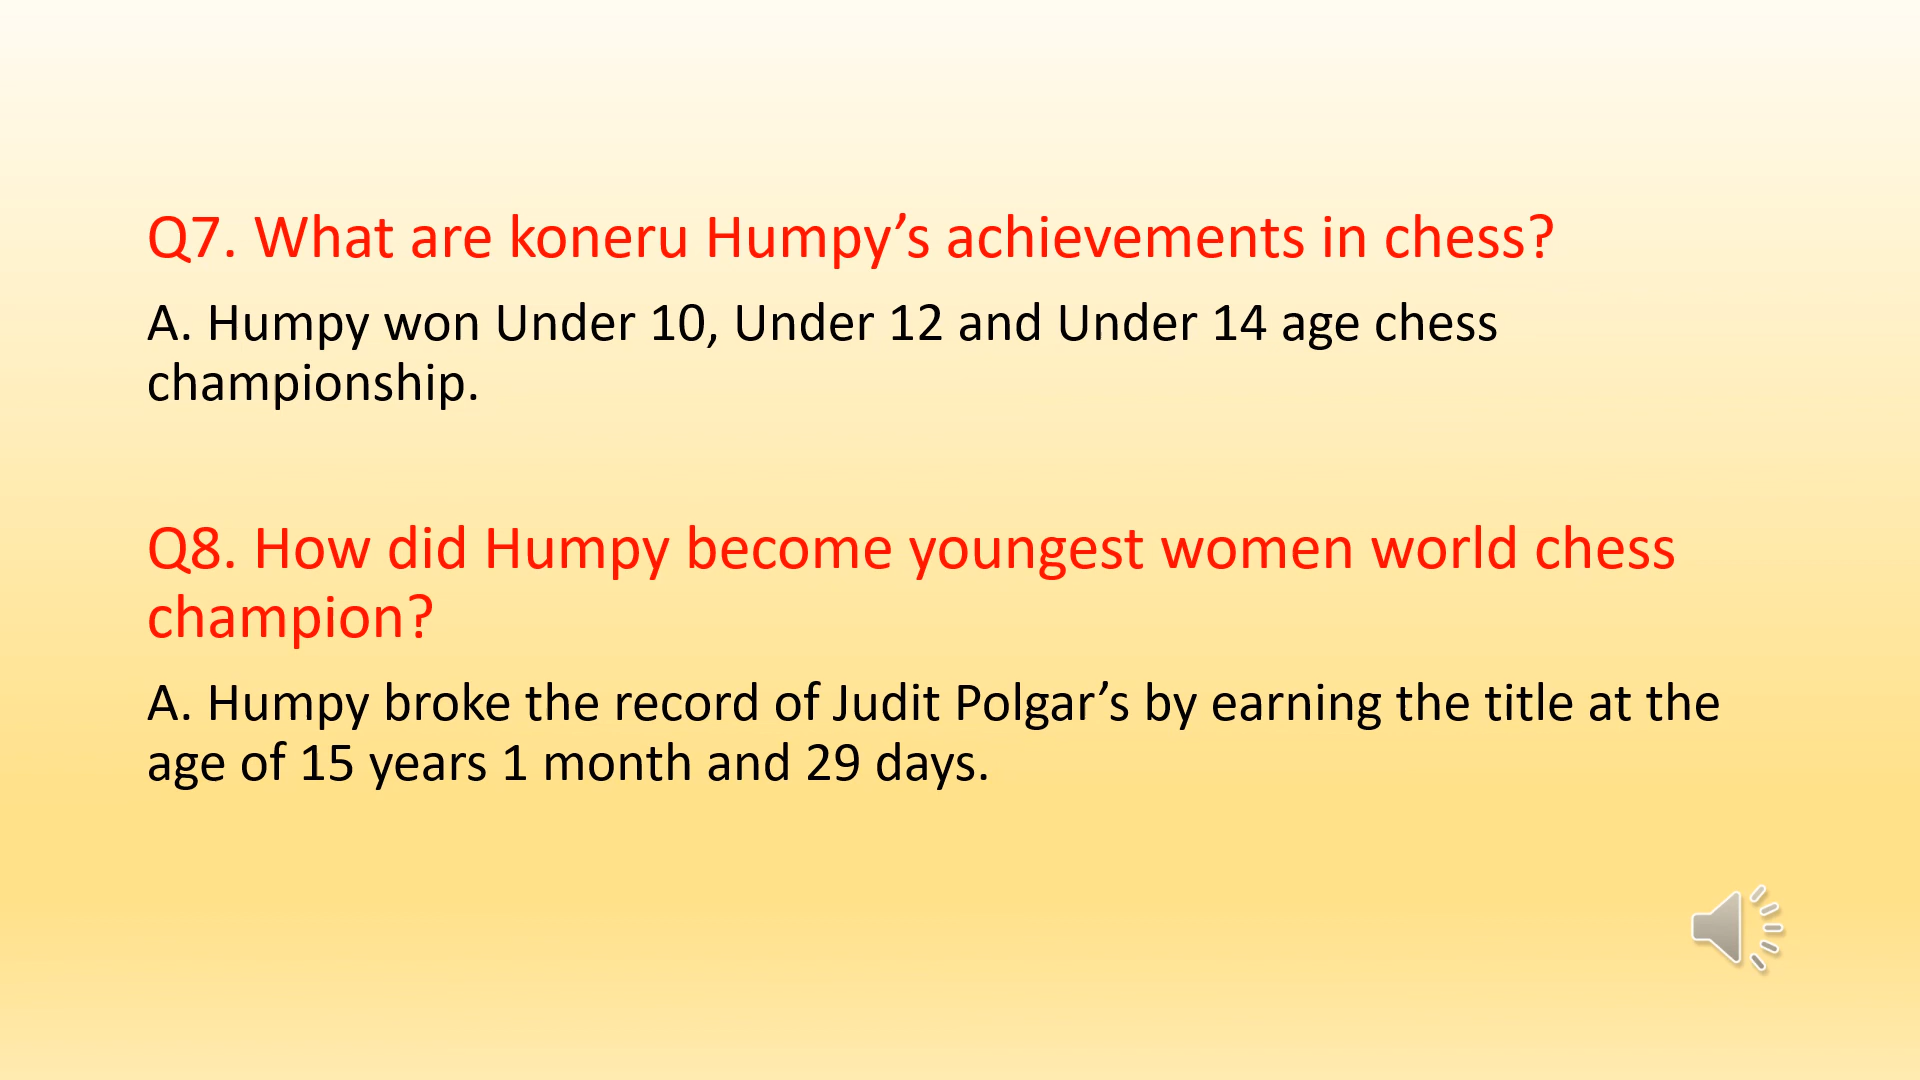 Q7. What are koneru Humpy’s achievements in chess?
A. Humpy won Under 10, Under 12 and Under 14 age chess
championship.
Q8. How did Humpy become youngest women world chess
champion?
A. Humpy broke the record of Judit Polgar’s by earning the title at the
age of 15 years 1 month and 29 days.